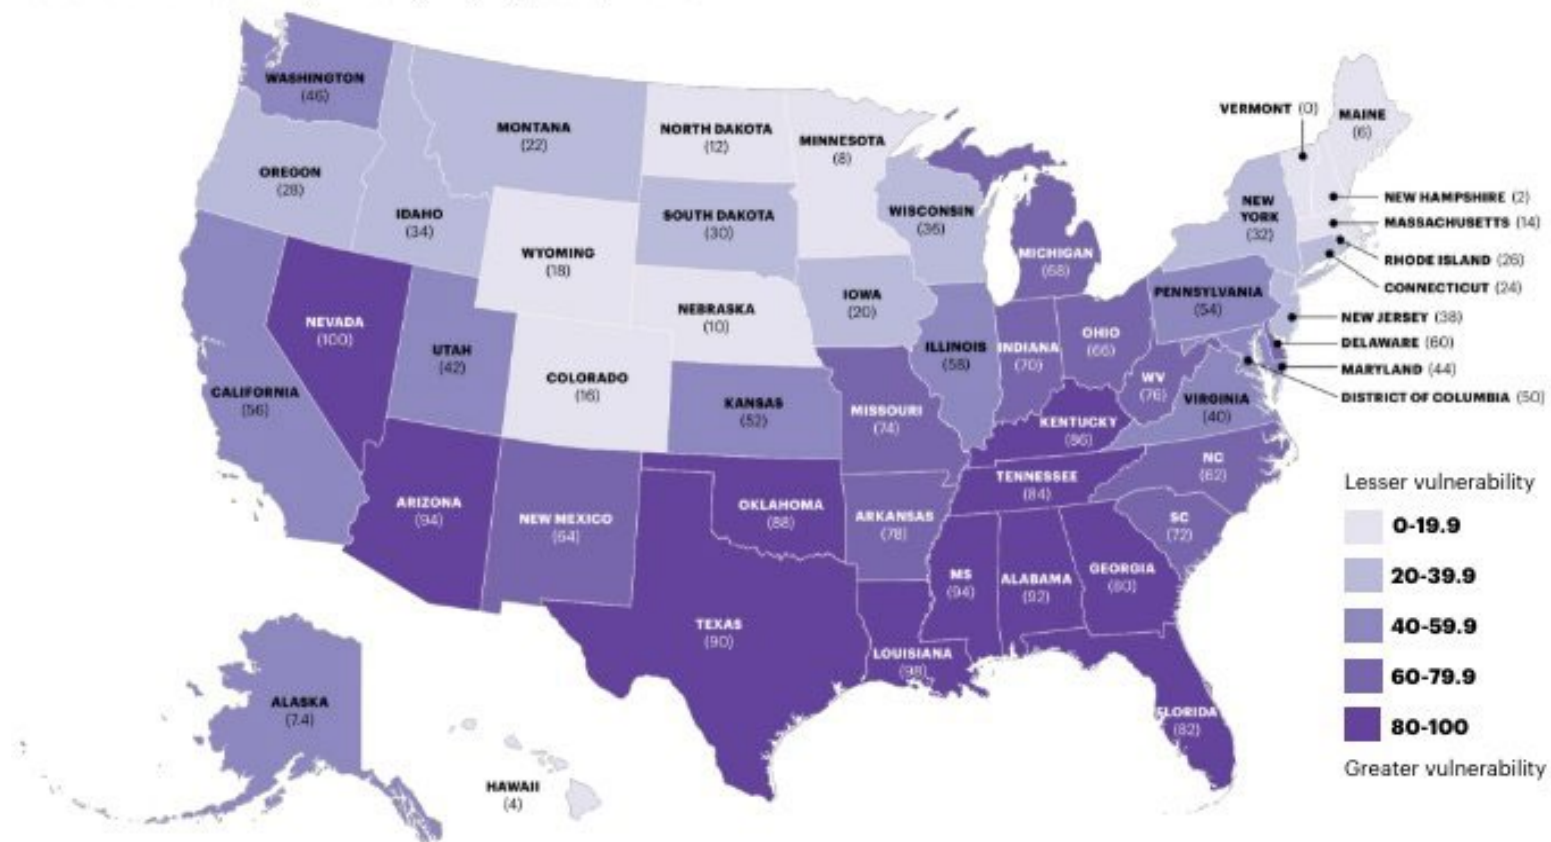 WASHINGTON
(46)
OREGON
(28)
IDAHO
(34)
MONTANA
(22)
NORTH DAKOTA
(12)
MINNESOTA
(8)
SOUTH DAKOTA
(30)
WISCONSIN
(36)
WYOMING
(18)
NEBRASKA
(10)
IOWA
(20)
MICHIGAN
(68)
NEW
YORK
(32)
VERMONT (0)
MAINE
(6)
NEW HAMPSHIRE (2)
MASSACHUSETTS (14)
RHODE ISLAND (26)
CONNECTICUT (24)
NEW JERSEY (38)
DELAWARE (60)
MARYLAND (44)
DISTRICT OF COLUMBIA (50)
PENNSYLVANIA
(54)
NEVADA
(100)
UTAH
(42)
CALIFORNIA
(56)
COLORADO
(16)
KANSAS
(52)
MISSOURI
(74)
ILLINOIS
(58)
INDIANA
(70)
OHIO
(66)
WV
(76)
VIRGINIA
(40)
KENTUCKY
(86)
TENNESSEE
(84)
NC
(62)
SC
(72)
ARIZONA
(94)
NEW MEXICO
(64)
OKLAHOMA
(88)
ARKANSAS
(78)
TEXAS
(90)
LOUISIANA
(98)
MS
(94)
ALABAMA
(92)
GEORGIA
(80)
FLORIDA
(82)
ALASKA
(7.4)
HAWAII
(4)
Lesser vulnerability
0-19.9
20-39.9
40-59.9
60-79.9
80-100
Greater vulnerability